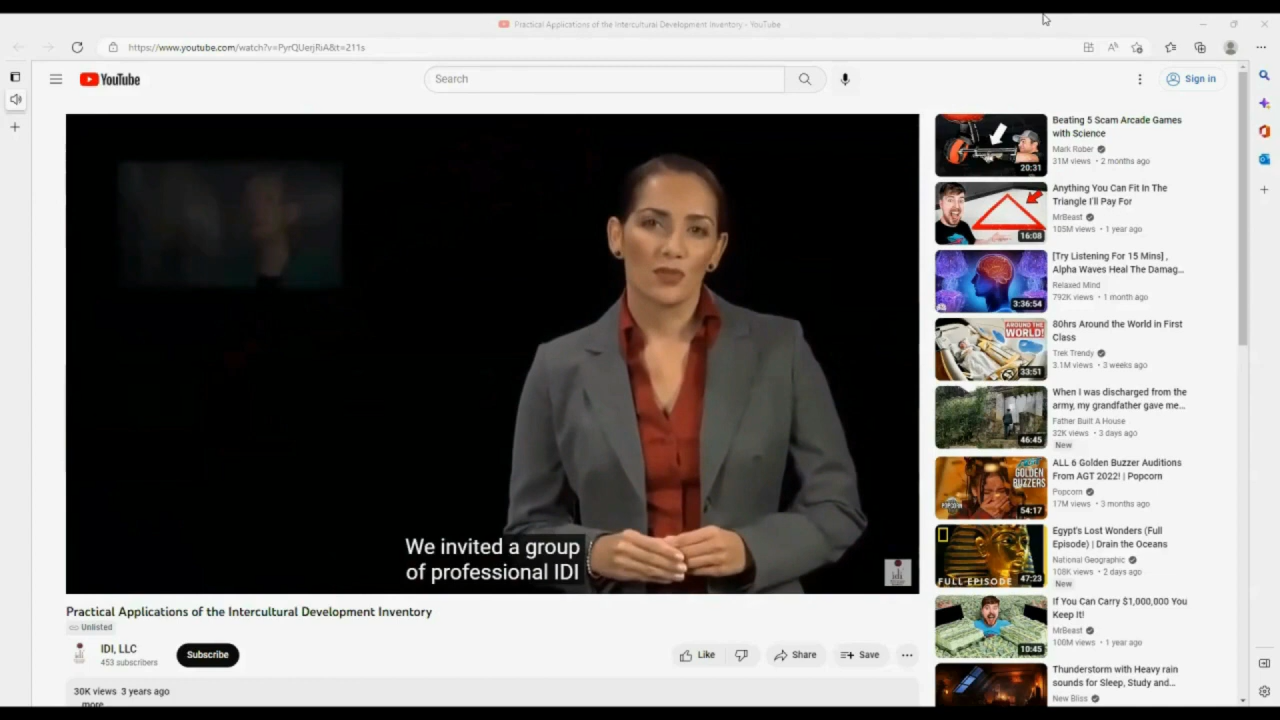 Practical Applications of the Intercultural Development Inventory - YouTube
https://www.youtube.com/watch?v=PyrQUerjRiA&t=211s
YouTube
Search
Sign in
We invited a group
of professional IDI
idi
Practical Applications of the Intercultural Development Inventory
Unlisted
IDI, LLC
453 subscribers
Subscribe
Like
Share
Save
30K views 3 years ago
more
20:31
Beating 5 Scam Arcade Games
with Science
Mark Rober
31M views • 2 months ago
16:08
Anything You Can Fit In The
Triangle I'll Pay For
MrBeast
105M views • 1 year ago
3:36:54
[Try Listening For 15 Mins] ,
Alpha Waves Heal The Damag...
Relaxed Mind
792K views • 1 month ago
AROUND THE
WORLD!
33:51
80hrs Around the World in First
Class
Trek Trendy
3.1M views • 3 weeks ago
46:45
When I was discharged from the
army, my grandfather gave me...
Father Built A House
32K views • 3 days ago
New
GOLDEN
BUZZERS
POPCORN
54:17
ALL 6 Golden Buzzer Auditions
From AGT 2022! | Popcorn
Popcorn
17M views • 3 months ago
FULL EPISODE
47:23
Egypt's Lost Wonders (Full
Episode) | Drain the Oceans
National Geographic
108K views • 2 days ago
New
10:45
If You Can Carry $1,000,000 You
Keep It!
MrBeast
100M views • 1 year ago
Thunderstorm with Heavy rain
sounds for Sleep, Study and...
New Bliss